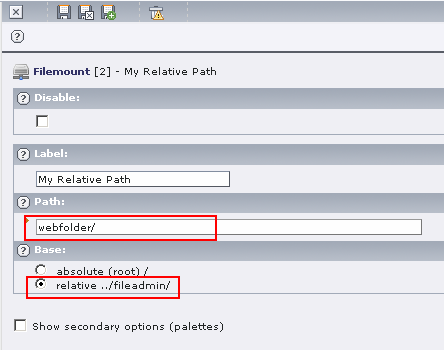 Filemount [2] - My Relative Path
Disable:
Label:
My Relative Path
Path:
webfolder/
Base:
absolute (root) /
relative ../fileadmin/
Show secondary options (palettes)